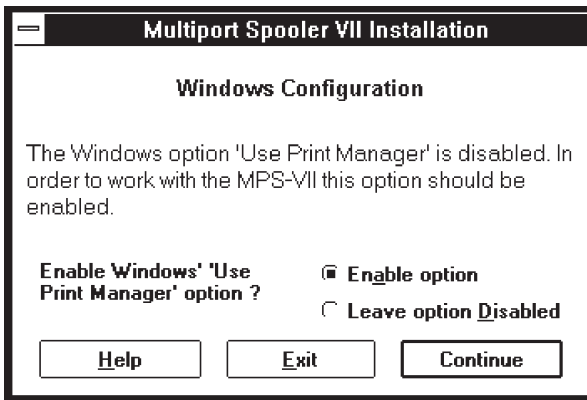 Multiport Spooler VII Installation
Windows Configuration
The Windows option 'Use Print Manager' is disabled. In
order to work with the MPS-VII this option should be
enabled.
Enable Windows' 'Use
Print Manager' option ?
Enable option
Leave option Disabled
Help
Exit
Continue